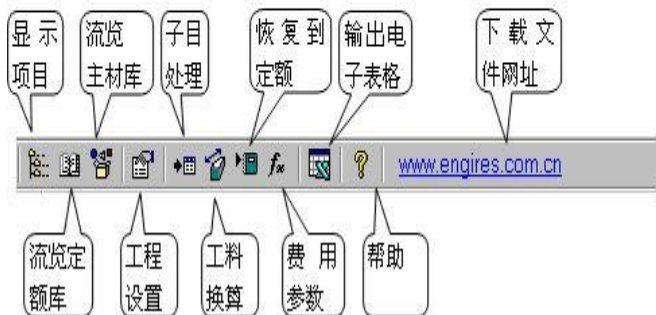 显 示
项目
流览
主材库
子目
处理
恢 复 到
定额
输出电
子表格
下 载 文
件网址
www.engires.com.cn
流览定
额库
工程
设置
工料
换算
费 用
参数
帮助